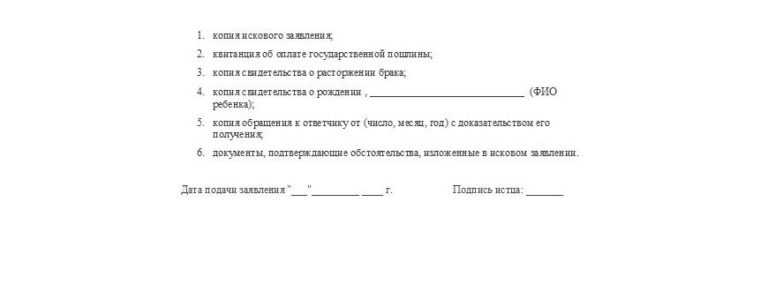 1. копия искового заявления;
2. квитанция об оплате государственной пошлины;
3. копия свидетельства о расторжении брака;
4. копия свидетельства о рождении , ____________________________ (ФИО
ребенка);
5. копия обращения к ответчику от (число, месяц, год) с доказательством его
получения;
6. документы, подтверждающие обстоятельства, изложенные в исковом заявлении.
Дата подачи заявления "___"_________ ____ г. Подпись истца: _______